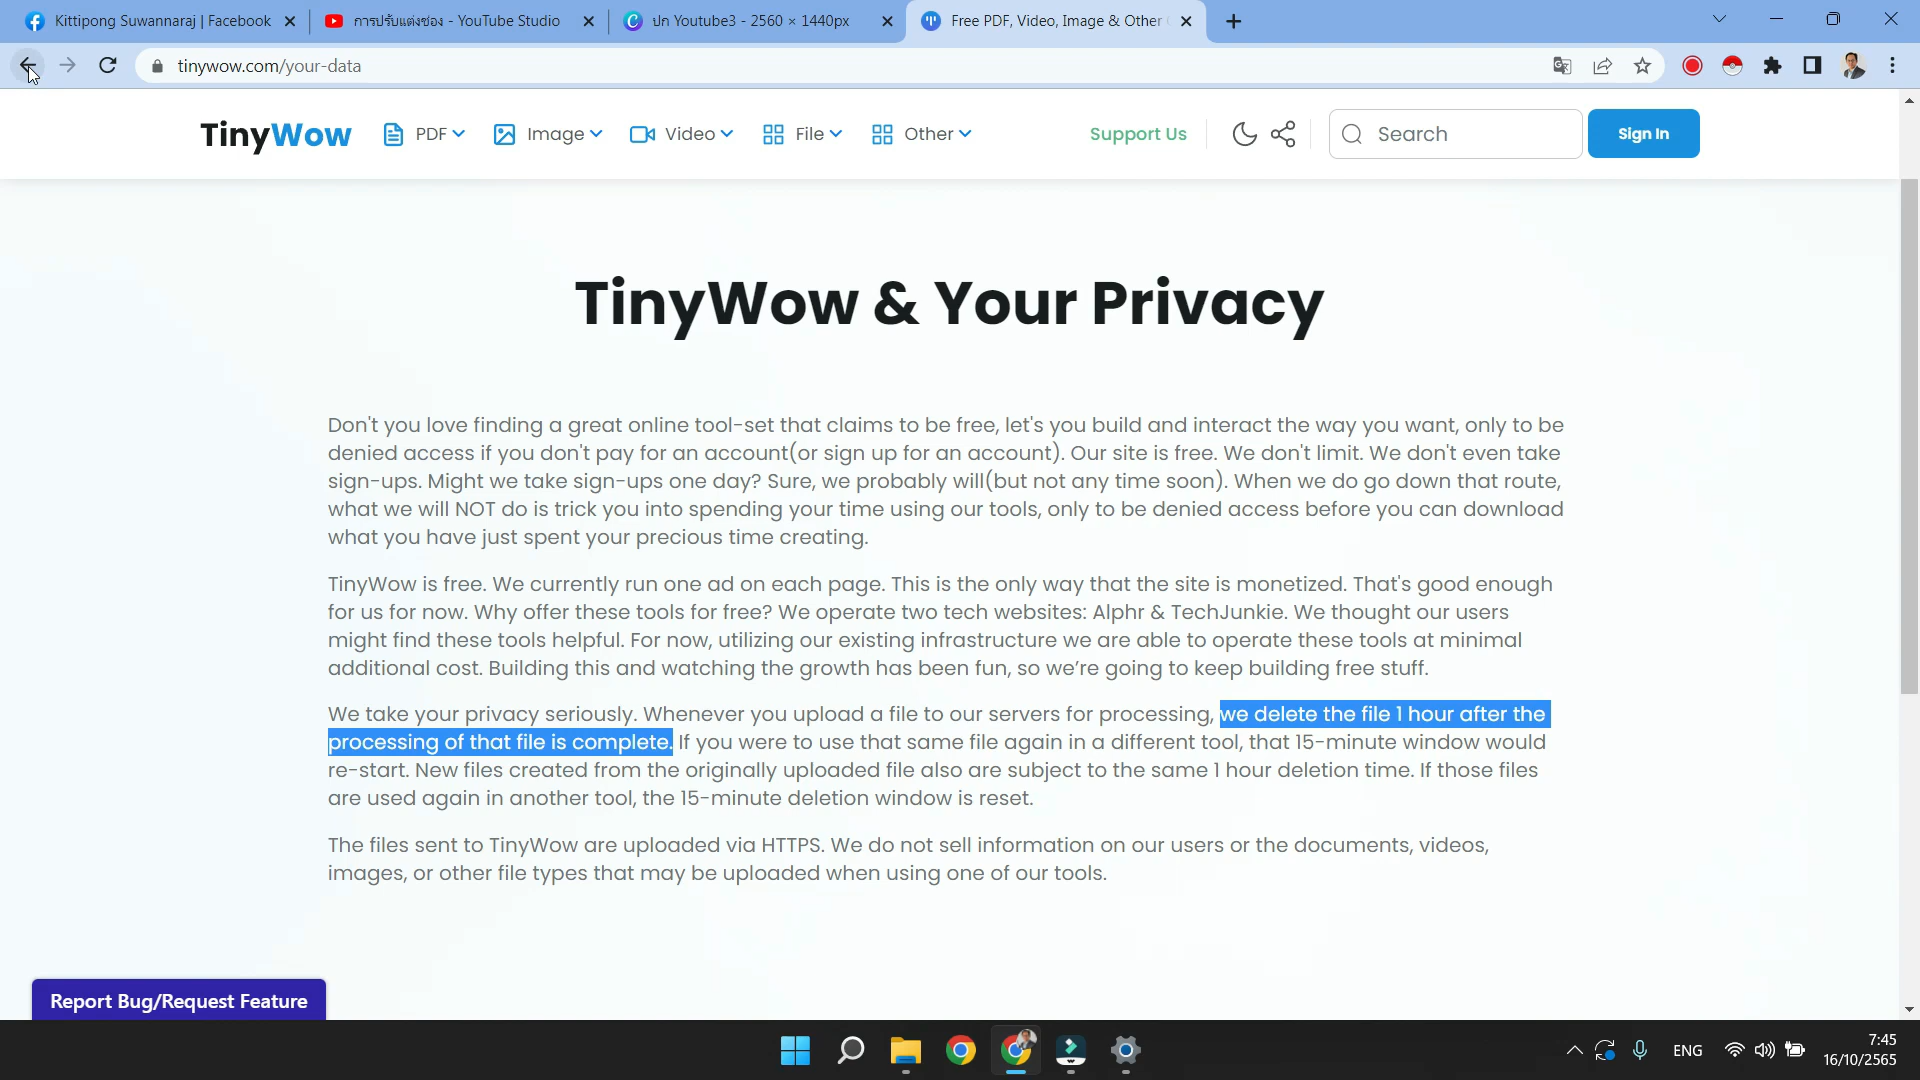 Kittipong Suwannaraj | Facebook
การปรับแต่งช่อง - YouTube Studio
ปก Youtube3 - 2560 × 1440px
Free PDF, Video, Image & Other
tinywow.com/your-data
TinyWow
PDF
Image
Video
File
Other
Support Us
Search
Sign In
TinyWow & Your Privacy
Don't you love finding a great online tool-set that claims to be free, let's you build and interact the way you want, only to be
denied access if you don't pay for an account(or sign up for an account). Our site is free. We don't limit. We don't even take
sign-ups. Might we take sign-ups one day? Sure, we probably will(but not any time soon). When we do go down that route,
what we will NOT do is trick you into spending your time using our tools, only to be denied access before you can download
what you have just spent your precious time creating.
TinyWow is free. We currently run one ad on each page. This is the only way that the site is monetized. That's good enough
for us for now. Why offer these tools for free? We operate two tech websites: Alphr & TechJunkie. We thought our users
might find these tools helpful. For now, utilizing our existing infrastructure we are able to operate these tools at minimal
additional cost. Building this and watching the growth has been fun, so we're going to keep building free stuff.
We take your privacy seriously. Whenever you upload a file to our servers for processing, we delete the file 1 hour after the
processing of that file is complete. If you were to use that same file again in a different tool, that 15-minute window would
re-start. New files created from the originally uploaded file also are subject to the same 1 hour deletion time. If those files
are used again in another tool, the 15-minute deletion window is reset.
The files sent to TinyWow are uploaded via HTTPS. We do not sell information on our users or the documents, videos,
images, or other file types that may be uploaded when using one of our tools.
Report Bug/Request Feature
ENG
7:45
16/10/2565